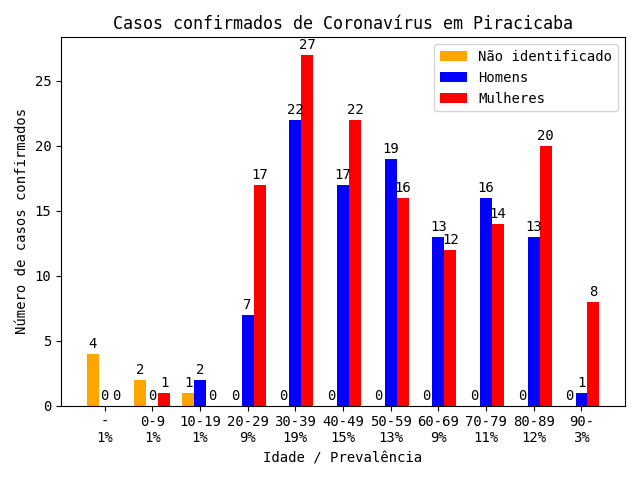 Casos confirmados de Coronavírus em Piracicaba
Não identificado
Homens
Mulheres
Número de casos confirmados
25
20
15
10
5
0
4 0 0
2 0 1
1 2 0
0 7 17
0 22 27
0 17 22
0 19 16
0 13 12
0 16 14
0 13 20
0 1 8
- 0-9 10-19 20-29 30-39 40-49 50-59 60-69 70-79 80-89 90-
1% 1% 1% 9% 19% 15% 13% 9% 11% 12% 3%
Idade / Prevalência